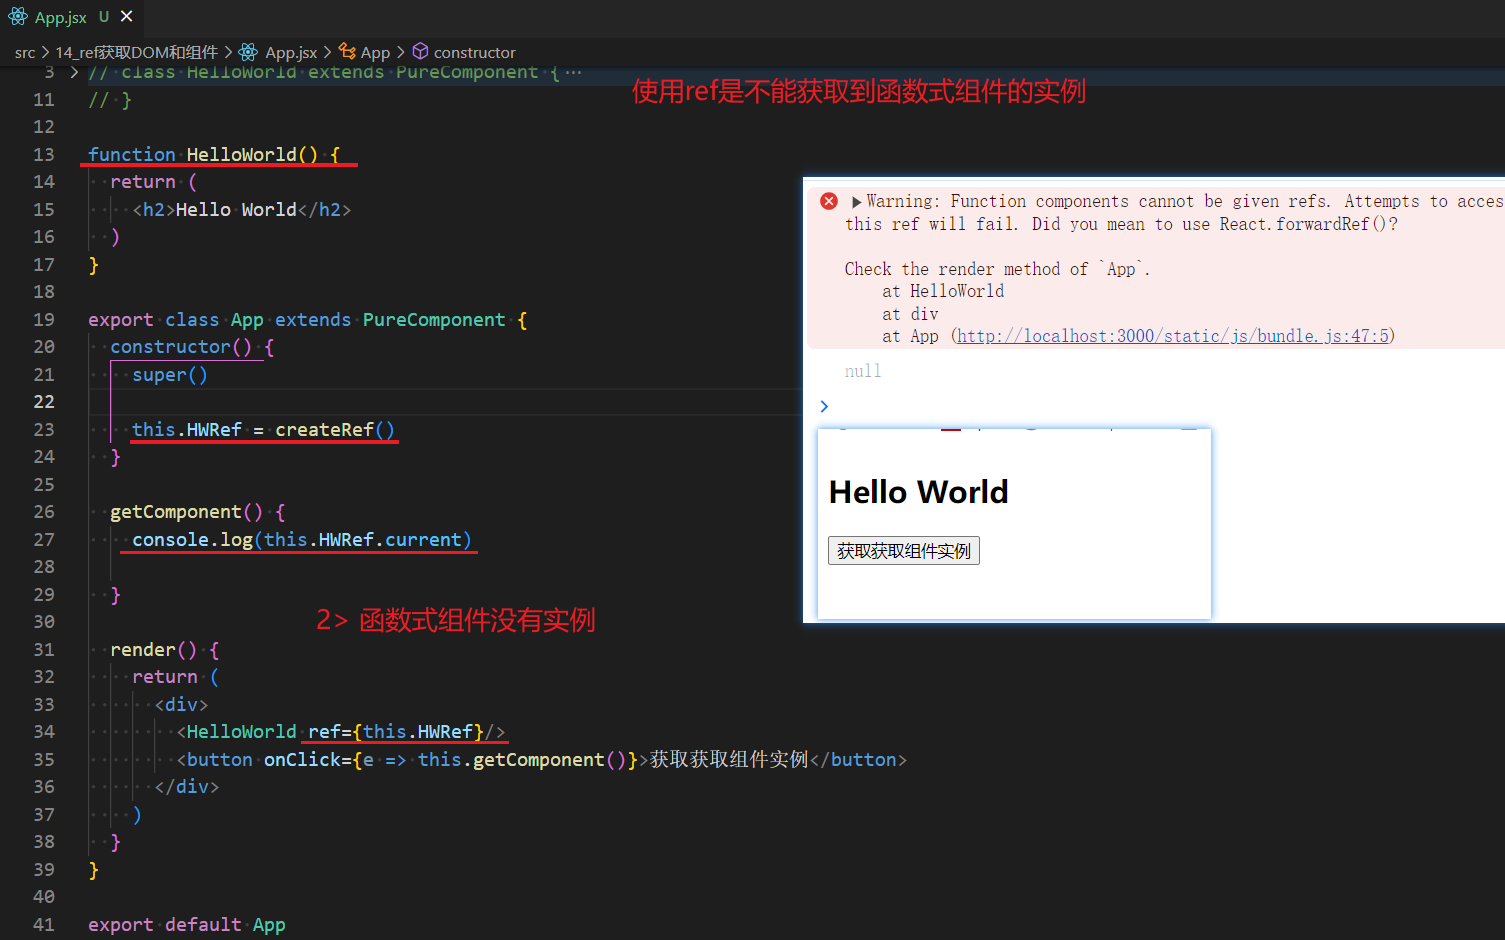 App.jsx U ×
src > 14_ref获取DOM和组件 > App.jsx > App > constructor
3 > // class HelloWorld extends PureComponent { ···
使用ref是不能获取到函数式组件的实例
11 // }
12
13 function HelloWorld() {
14 return (
15 <h2>Hello World</h2>
16 )
17 }
18
19 export class App extends PureComponent {
20 constructor() {
21 super()
22
23 this.HWRef = createRef()
24 }
25
26 getComponent() {
27 console.log(this.HWRef.current)
28
29 }
30
2> 函数式组件没有实例
31 render() {
32 return (
33 <div>
34 <HelloWorld ref={this.HWRef}/>
35 <button onClick={e => this.getComponent()}>获取获取组件实例</button>
36 </div>
37 )
38 }
39 }
40
41 export default App
Warning: Function components cannot be given refs. Attempts to acces
this ref will fail. Did you mean to use React.forwardRef()?
Check the render method of `App`.
at HelloWorld
at div
at App (http://localhost:3000/static/js/bundle.js:47:5)
null
>
Hello World
获取获取组件实例